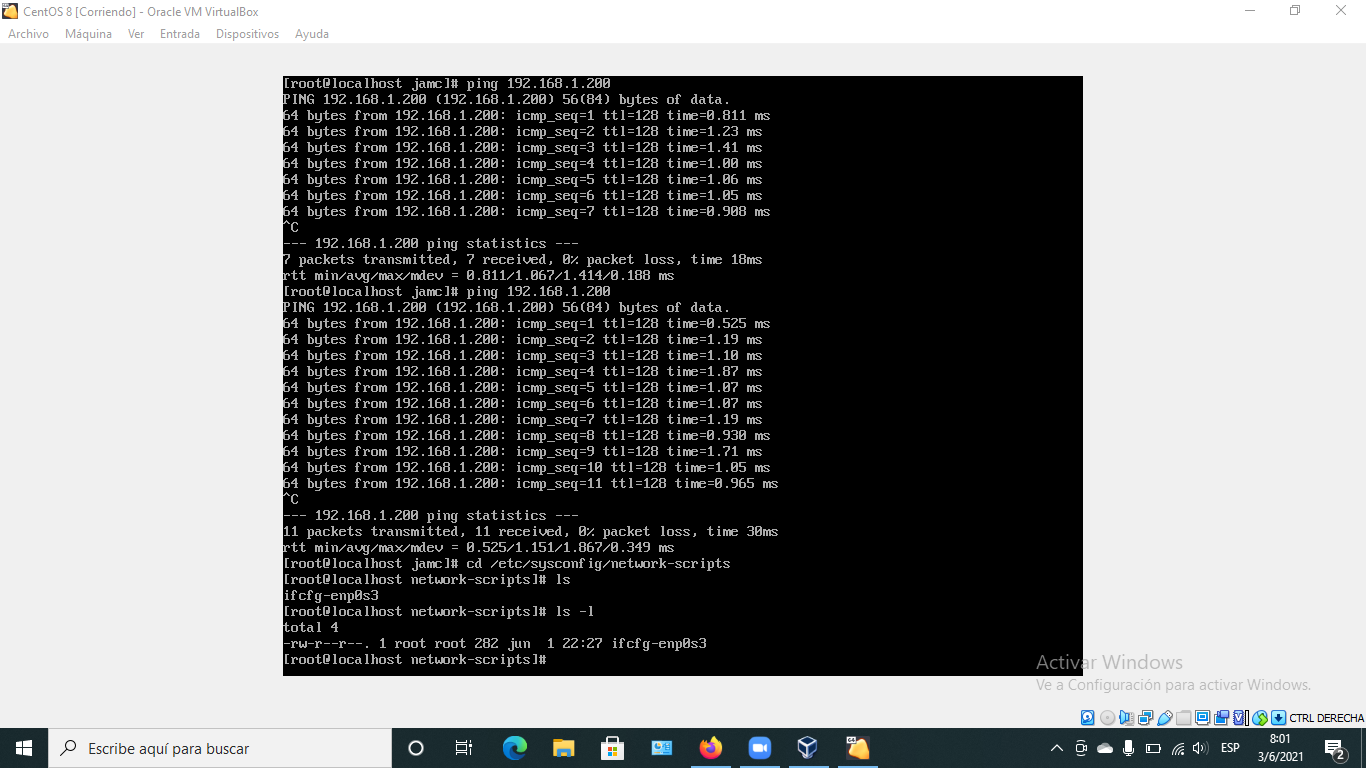 CentOS 8 [Corriendo] - Oracle VM VirtualBox
Archivo Máquina Ver Entrada Dispositivos Ayuda
[root@localhost jamc]# ping 192.168.1.200
PING 192.168.1.200 (192.168.1.200) 56(84) bytes of data.
64 bytes from 192.168.1.200: icmp_seq=1 ttl=128 time=0.811 ms
64 bytes from 192.168.1.200: icmp_seq=2 ttl=128 time=1.23 ms
64 bytes from 192.168.1.200: icmp_seq=3 ttl=128 time=1.41 ms
64 bytes from 192.168.1.200: icmp_seq=4 ttl=128 time=1.00 ms
64 bytes from 192.168.1.200: icmp_seq=5 ttl=128 time=1.06 ms
64 bytes from 192.168.1.200: icmp_seq=6 ttl=128 time=1.05 ms
64 bytes from 192.168.1.200: icmp_seq=7 ttl=128 time=0.908 ms
^C
--- 192.168.1.200 ping statistics ---
7 packets transmitted, 7 received, 0% packet loss, time 18ms
rtt min/avg/max/mdev = 0.811/1.067/1.414/0.188 ms
[root@localhost jamc]# ping 192.168.1.200
PING 192.168.1.200 (192.168.1.200) 56(84) bytes of data.
64 bytes from 192.168.1.200: icmp_seq=1 ttl=128 time=0.525 ms
64 bytes from 192.168.1.200: icmp_seq=2 ttl=128 time=1.19 ms
64 bytes from 192.168.1.200: icmp_seq=3 ttl=128 time=1.10 ms
64 bytes from 192.168.1.200: icmp_seq=4 ttl=128 time=1.87 ms
64 bytes from 192.168.1.200: icmp_seq=5 ttl=128 time=1.07 ms
64 bytes from 192.168.1.200: icmp_seq=6 ttl=128 time=1.07 ms
64 bytes from 192.168.1.200: icmp_seq=7 ttl=128 time=1.19 ms
64 bytes from 192.168.1.200: icmp_seq=8 ttl=128 time=0.930 ms
64 bytes from 192.168.1.200: icmp_seq=9 ttl=128 time=1.71 ms
64 bytes from 192.168.1.200: icmp_seq=10 ttl=128 time=1.05 ms
64 bytes from 192.168.1.200: icmp_seq=11 ttl=128 time=0.965 ms
^C
--- 192.168.1.200 ping statistics ---
11 packets transmitted, 11 received, 0% packet loss, time 30ms
rtt min/avg/max/mdev = 0.525/1.151/1.867/0.349 ms
[root@localhost jamc]# cd /etc/sysconfig/network-scripts
[root@localhost network-scripts]# ls
ifcfg-enp0s3
[root@localhost network-scripts]# ls -l
total 4
-rw-r--r--. 1 root root 282 jun  1 22:27 ifcfg-enp0s3
[root@localhost network-scripts]#
Activar Windows
Ve a Configuración para activar Windows.
CTRL DERECHA
Escribe aquí para buscar
ESP
8:01
3/6/2021
2